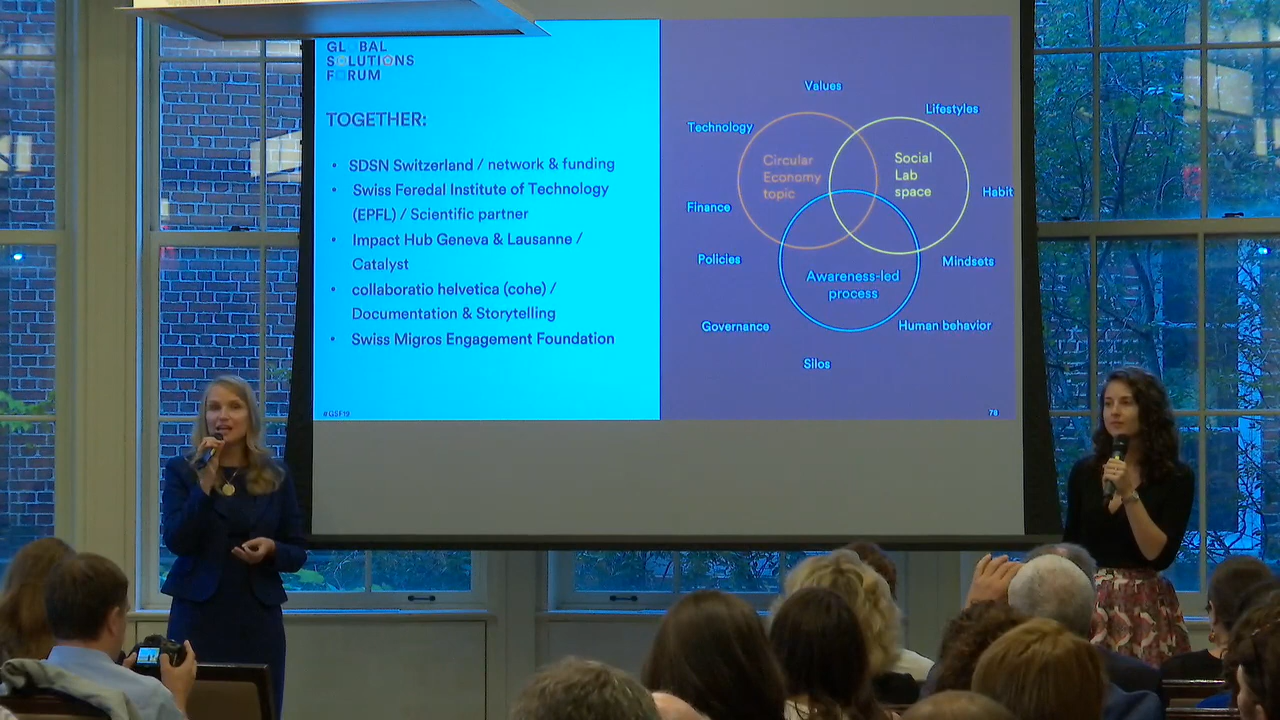 GLOBAL
SOLUTIONS
FORUM
TOGETHER:
• SDSN Switzerland / network & funding
• Swiss Feredal Institute of Technology
(EPFL) / Scientific partner
• Impact Hub Geneva & Lausanne /
Catalyst
• collaboratio helvetica (cohe) /
Documentation & Storytelling
• Swiss Migros Engagement Foundation
#GSF19
Values
Lifestyles
Technology
Circular
Economy
topic
Social
Lab
space
Habit
Finance
Policies
Mindsets
Awareness-led
process
Governance
Human behavior
Silos
78